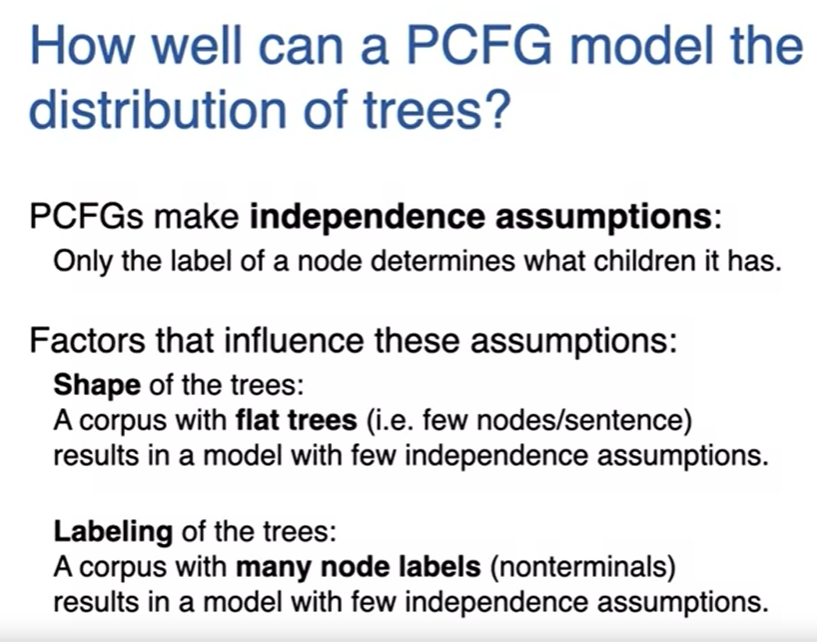 How well can a PCFG model the
distribution of trees?
PCFGs make independence assumptions:
Only the label of a node determines what children it has.
Factors that influence these assumptions:
Shape of the trees:
A corpus with flat trees (i.e. few nodes/sentence)
results in a model with few independence assumptions.
Labeling of the trees:
A corpus with many node labels (nonterminals)
results in a model with few independence assumptions.